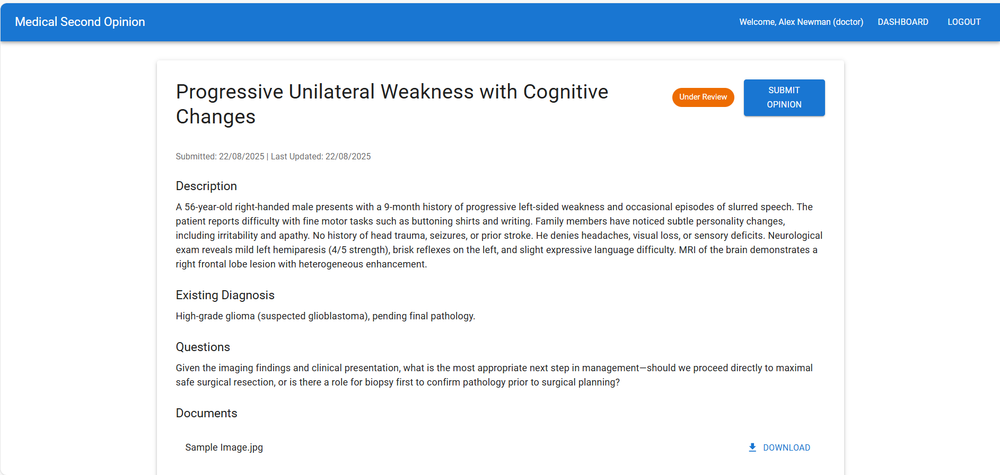 Medical Second Opinion
Welcome, Alex Newman (doctor)
DASHBOARD
LOGOUT
Progressive Unilateral Weakness with Cognitive
Changes
Under Review
SUBMIT
OPINION
Submitted: 22/08/2025 | Last Updated: 22/08/2025
Description
A 56-year-old right-handed male presents with a 9-month history of progressive left-sided weakness and occasional episodes of slurred speech. The
patient reports difficulty with fine motor tasks such as buttoning shirts and writing. Family members have noticed subtle personality changes,
including irritability and apathy. No history of head trauma, seizures, or prior stroke. He denies headaches, visual loss, or sensory deficits. Neurological
exam reveals mild left hemiparesis (4/5 strength), brisk reflexes on the left, and slight expressive language difficulty. MRI of the brain demonstrates a
right frontal lobe lesion with heterogeneous enhancement.
Existing Diagnosis
High-grade glioma (suspected glioblastoma), pending final pathology.
Questions
Given the imaging findings and clinical presentation, what is the most appropriate next step in management—should we proceed directly to maximal
safe surgical resection, or is there a role for biopsy first to confirm pathology prior to surgical planning?
Documents
Sample Image.jpg
DOWNLOAD